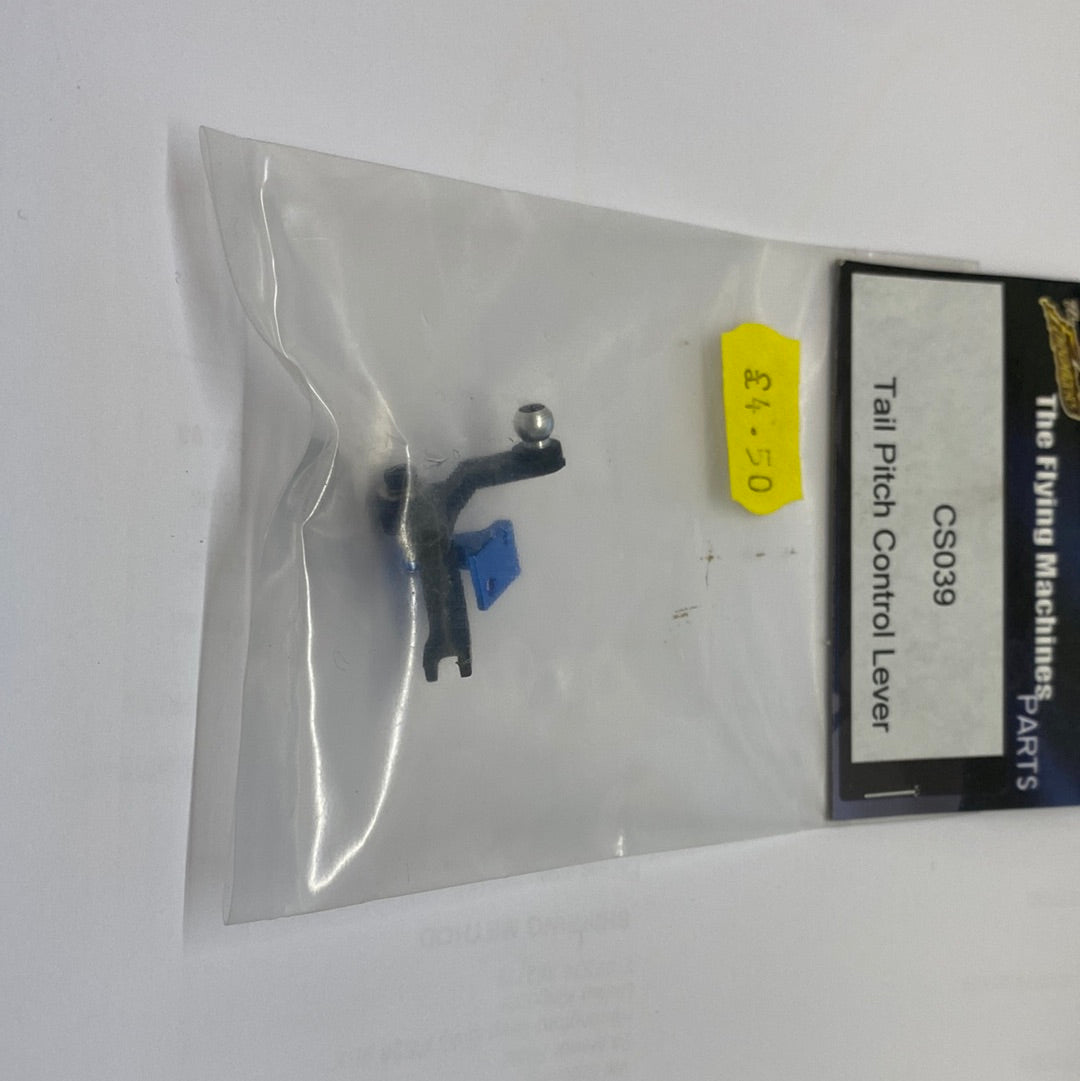 The Flying Machines
PARTS
CS039
Tail Pitch Control Lever
£4.50